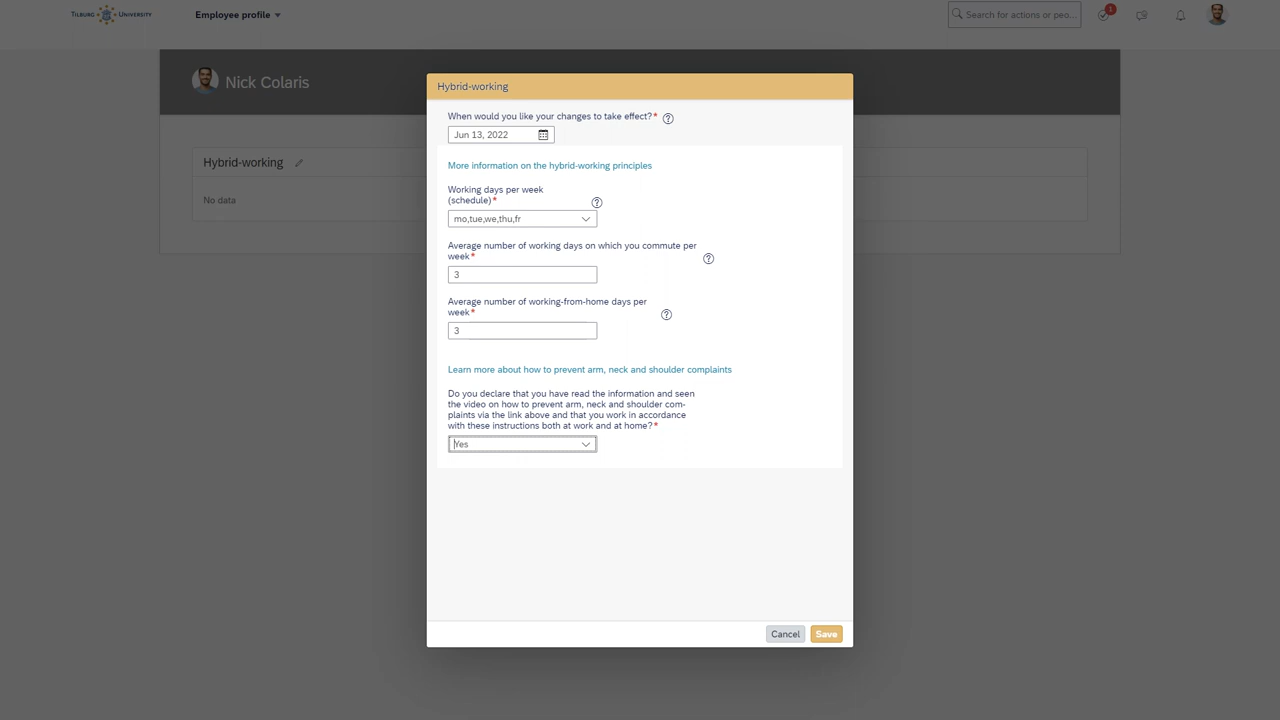 TILBURG UNIVERSITY
Employee profile
Search for actions or peo...
1
Nick Colaris
Hybrid-working
No data
Hybrid-working
When would you like your changes to take effect?*
Jun 13, 2022
More information on the hybrid-working principles
Working days per week
(schedule)*
mo,tue,we,thu,fr
Average number of working days on which you commute per
week*
3
Average number of working-from-home days per
week*
3
Learn more about how to prevent arm, neck and shoulder complaints
Do you declare that you have read the information and seen
the video on how to prevent arm, neck and shoulder com-
plaints via the link above and that you work in accordance
with these instructions both at work and at home?*
Yes
Cancel
Save